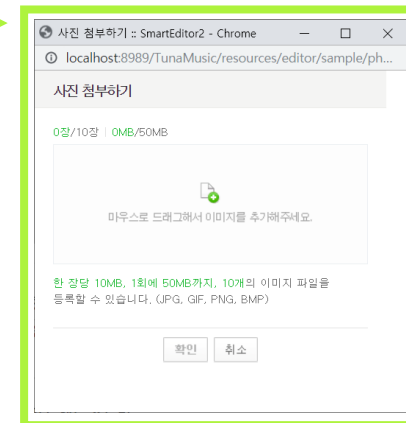 사진 첨부하기 :: SmartEditor2 - Chrome
localhost:8989/TunaMusic/resources/editor/sample/ph...
사진 첨부하기
0장/10장 | 0MB/50MB
마우스로 드래그해서 이미지를 추가해주세요.
한 장당 10MB, 1회에 50MB까지, 10개의 이미지 파일을
등록할 수 있습니다. (JPG, GIF, PNG, BMP)
확인 취소